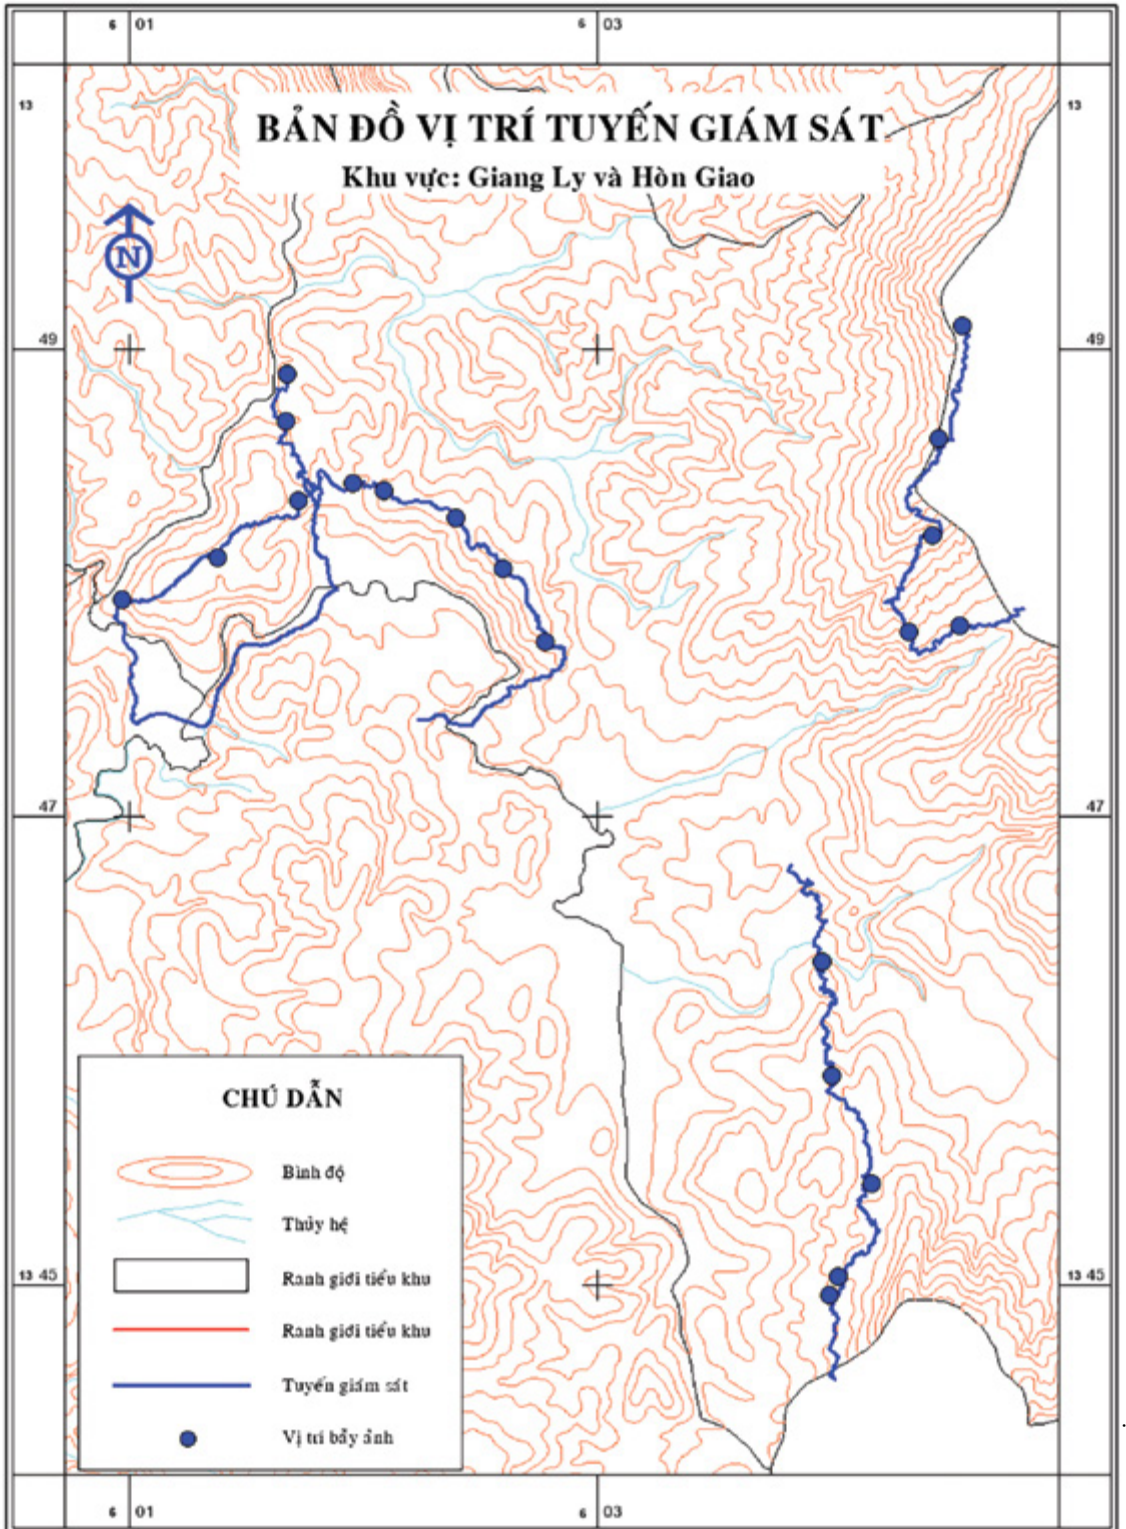 6 01 6 03
13 13
BẢN ĐỒ VỊ TRÍ TUYẾN GIÁM SÁT
Khu vực: Giang Ly và Hòn Giao
N
49 49
47 47
CHÚ DẪN
Bình độ
Thủy hệ
Ranh giới tiểu khu
13 45 13 45
Ranh giới tiểu khu
Tuyến giám sát
Vị trí bẫy ảnh
6 01 6 03